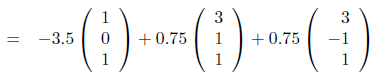 = −3.5 ( 1 0 1 ) + 0.75 ( 3 1 1 ) + 0.75 ( 3 −1 1 )